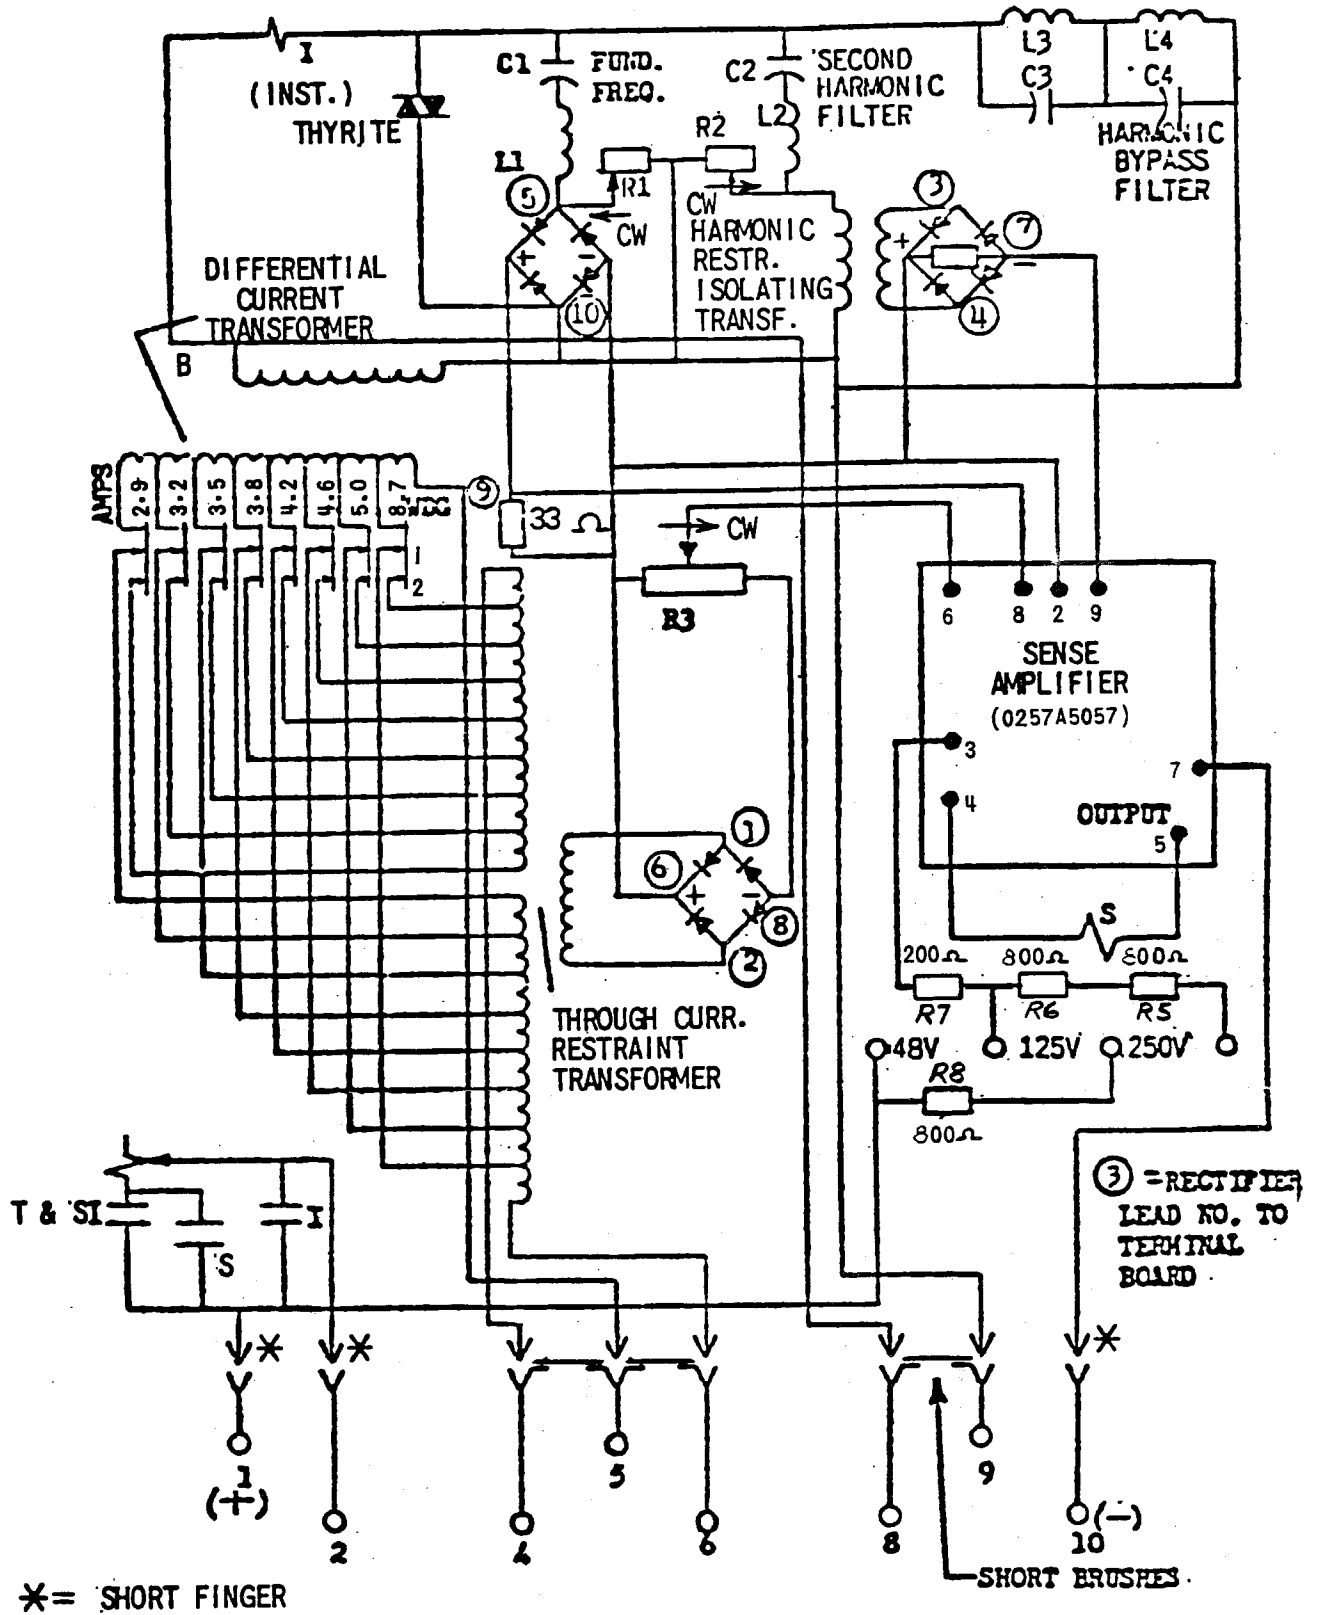 I
(INST.)
THYRITE
C1
FUND.
FREQ.
L1
C2
SECOND
HARMONIC
FILTER
L2
R2
R1
CW
CW
HARMONIC
RESTR.
ISOLATING
TRANSF.
L3
C3
L4
C4
HARMONIC
BYPASS
FILTER
5
+
-
10
3
7
+
-
4
DIFFERENTIAL
CURRENT
TRANSFORMER
B
AMPS
2.9
3.2
3.5
3.8
4.2
4.6
5.0
8.7
1
2
9
33 Ω
CW
R3
6
8
2
9
SENSE
AMPLIFIER
(0257A5057)
3
4
7
OUTPUT
5
S
1
6
+
-
8
2
THROUGH CURR.
RESTRAINT
TRANSFORMER
200Ω
800Ω
800Ω
R7
R6
R5
48V
125V
250V
R8
800Ω
3 =RECTIFIER
LEAD NO. TO
TERMINAL
BOARD
T & SI
S
I
*
*
*
1
(+)
2
4
5
6
8
9
10
(-)
SHORT BRUSHES
*= SHORT FINGER